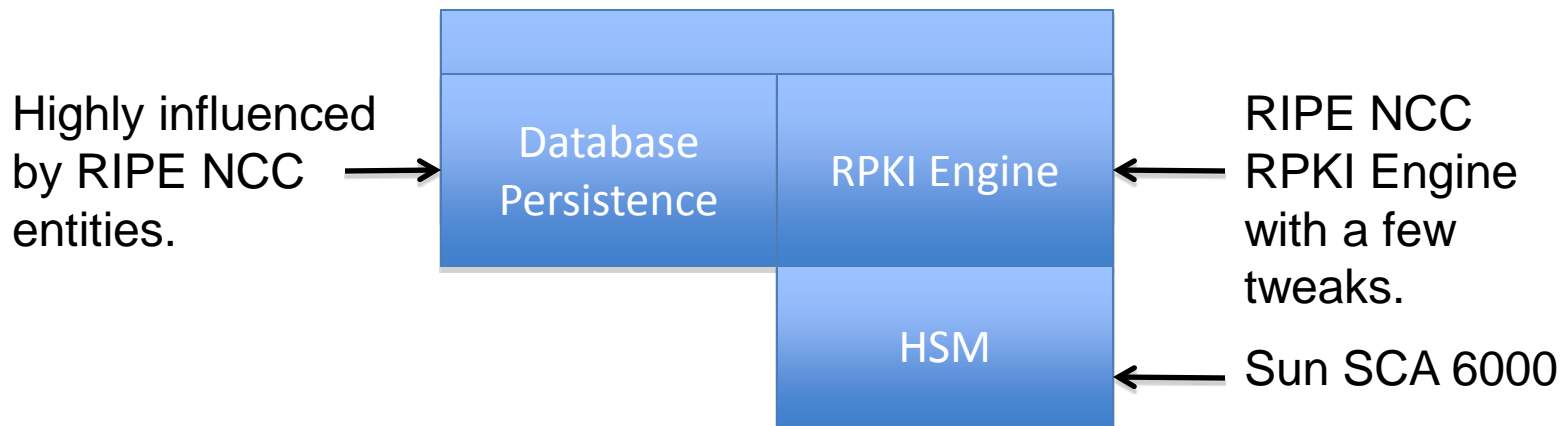 Highly influenced
by RIPE NCC
entities.
Database
Persistence
RPKI Engine
RIPE NCC
RPKI Engine
with a few
tweaks.
HSM
Sun SCA 6000